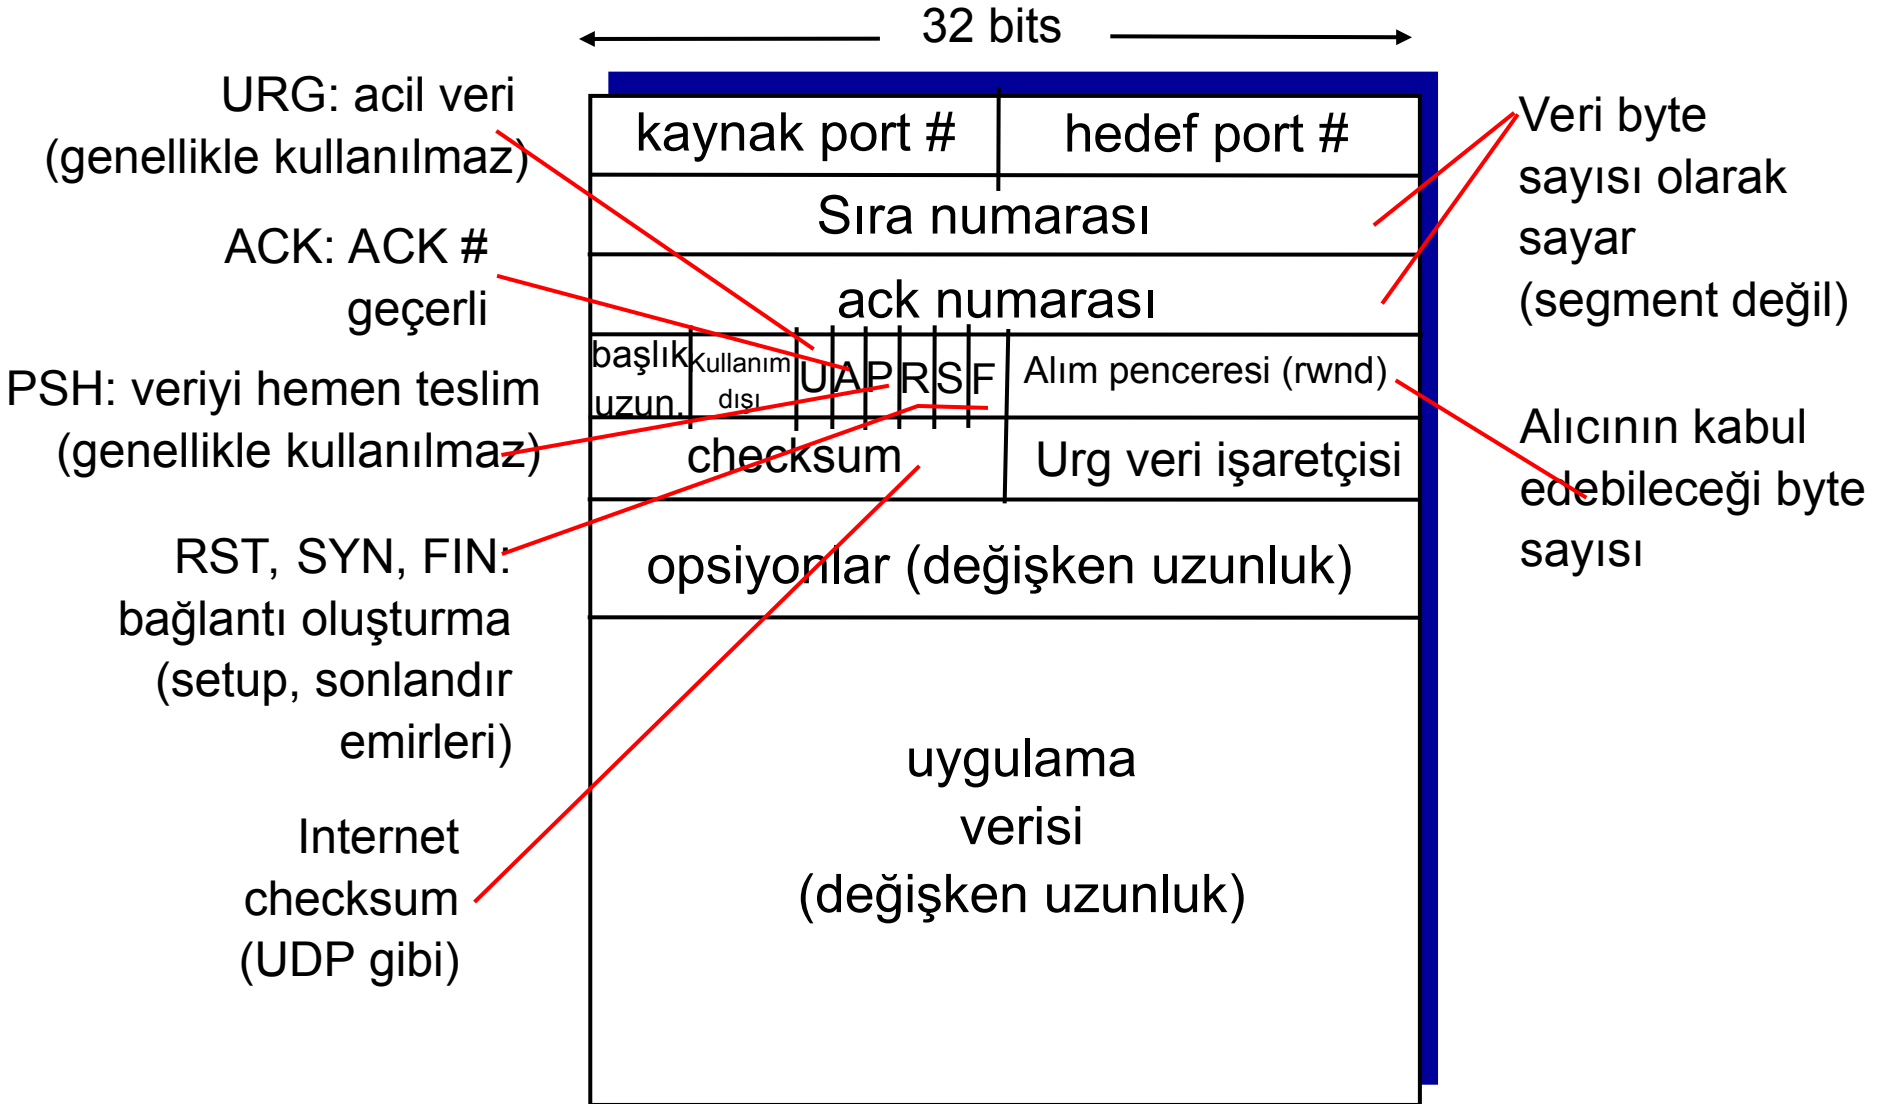 32 bits
URG: acil veri
(genellikle kullanılmaz)
ACK: ACK #
geçerli
PSH: veriyi hemen teslim
(genellikle kullanılmaz)
RST, SYN, FIN:
bağlantı oluşturma
(setup, sonlandır
emirleri)
Internet
checksum
(UDP gibi)
kaynak port #
hedef port #
Sıra numarası
ack numarası
başlık
uzun.
Kullanım
dışı
U A P R S F
Alım penceresi (rwnd)
checksum
Urg veri işaretçisi
opsiyonlar (değişken uzunluk)
uygulama
verisi
(değişken uzunluk)
Veri byte
sayısı olarak
sayar
(segment değil)
Alıcının kabul
edebileceği byte
sayısı